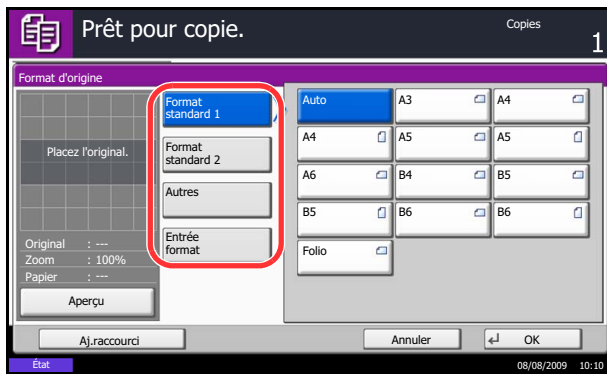 Prêt pour copie.
Copies
1
Format d'origine
Placez l'original.
Original : ---
Zoom : 100%
Papier : ---
Aperçu
Format
standard 1
Format
standard 2
Autres
Entrée
format
Auto
A3
A4
A4
A5
A5
A6
B4
B5
B5
B6
B6
Folio
Aj.raccourci
Annuler
OK
État
08/08/2009 10:10